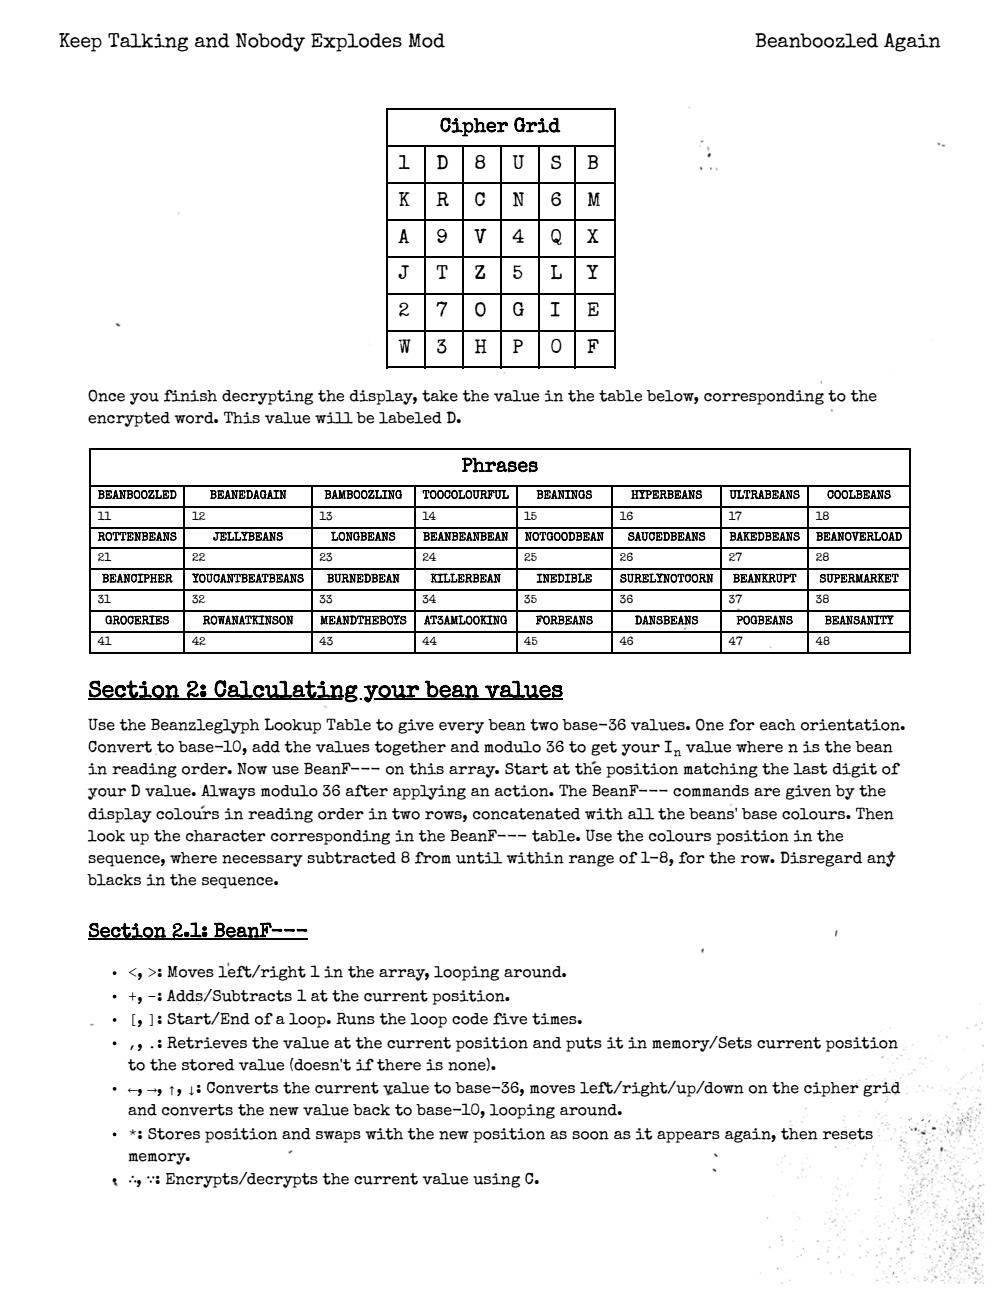 Keep Talking and Nobody Explodes Mod
Beanboozled Again
Cipher Grid
1 D 8 U S B
K R C N 6 M
A 9 V 4 Q X
J T Z 5 L Y
2 7 0 G I E
W 3 H P O F
Once you finish decrypting the display, take the value in the table below, corresponding to the
encrypted word. This value will be labeled D.
Phrases
BEANBOOZLED BEANEDAGAIN BAMBOOZLING TOOCOLOURFUL BEANINGS HYPERBEANS ULTRABEANS COOLBEANS
11 12 13 14 15 16 17 18
ROTTENBEANS JELLYBEANS LONGBEANS BEANBEANBEAN NOTGOODBEAN SAUCEDBEANS BAKEDBEANS BEANOVERLOAD
21 22 23 24 25 26 27 28
BEANCIPHER YOUCANTBEATBEANS BURNEDBEAN KILLERBEAN INEDIBLE SURELYNOTCORN BEANKRUPT SUPERMARKET
31 32 33 34 35 36 37 38
GROCERIES ROWANATKINSON MEANDTHEBOYS AT3AMLOOKING FORBEANS DANSBEANS POGBEANS BEANSANITY
41 42 43 44 45 46 47 48
Section 2: Calculating your bean values
Use the Beanzleglyph Lookup Table to give every bean two base-36 values. One for each orientation.
Convert to base-10, add the values together and modulo 36 to get your In value where n is the bean
in reading order. Now use BeanF--- on this array. Start at the position matching the last digit of
your D value. Always modulo 36 after applying an action. The BeanF--- commands are given by the
display colours in reading order in two rows, concatenated with all the beans' base colours. Then
look up the character corresponding in the BeanF--- table. Use the colours position in the
sequence, where necessary subtracted 8 from until within range of 1-8, for the row. Disregard any
blacks in the sequence.
Section 2.1: BeanF---
• <, >: Moves left/right 1 in the array, looping around.
• +, -: Adds/Subtracts 1 at the current position.
• [, ]: Start/End of a loop. Runs the loop code five times.
• ,, .: Retrieves the value at the current position and puts it in memory/Sets current position
to the stored value (doesn't if there is none).
• ←, →, ↑, ↓: Converts the current value to base-36, moves left/right/up/down on the cipher grid
and converts the new value back to base-10, looping around.
• *: Stores position and swaps with the new position as soon as it appears again, then resets
memory.
• ∴, ∵: Encrypts/decrypts the current value using C.